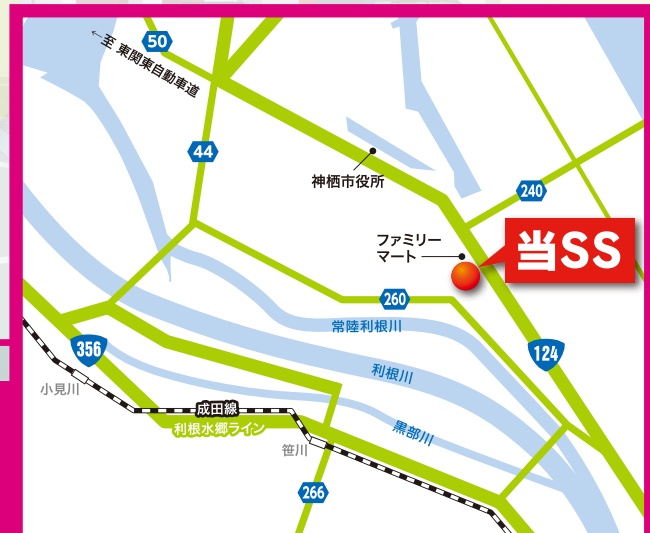 ←至 東関東自動車道
50
44
神栖市役所
240
ファミリー
マート
当SS
260
常陸利根川
124
356
利根川
小見川
成田線
利根水郷ライン
黒部川
笹川
266